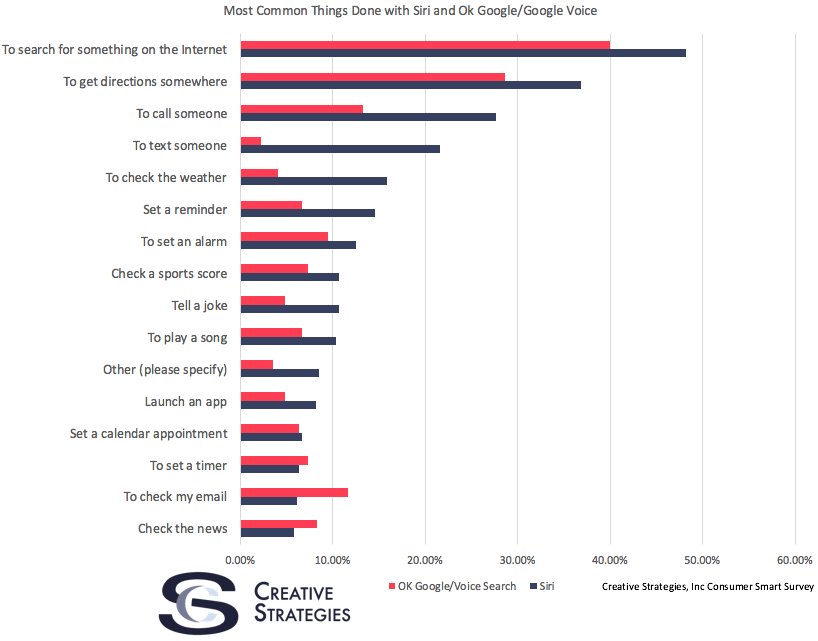 Most Common Things Done with Siri and Ok Google/Google Voice
To search for something on the Internet
To get directions somewhere
To call someone
To text someone
To check the weather
Set a reminder
To set an alarm
Check a sports score
Tell a joke
To play a song
Other (please specify)
Launch an app
Set a calendar appointment
To set a timer
To check my email
Check the news
0.00% 10.00% 20.00% 30.00% 40.00% 50.00% 60.00%
OK Google/Voice Search Siri
Creative Strategies, Inc Consumer Smart Survey
CREATIVE
STRATEGIES